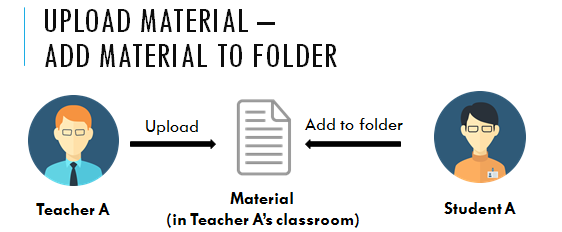 UPLOAD MATERIAL –
ADD MATERIAL TO FOLDER
Upload
Add to folder
Teacher A
Material
(in Teacher A's classroom)
Student A